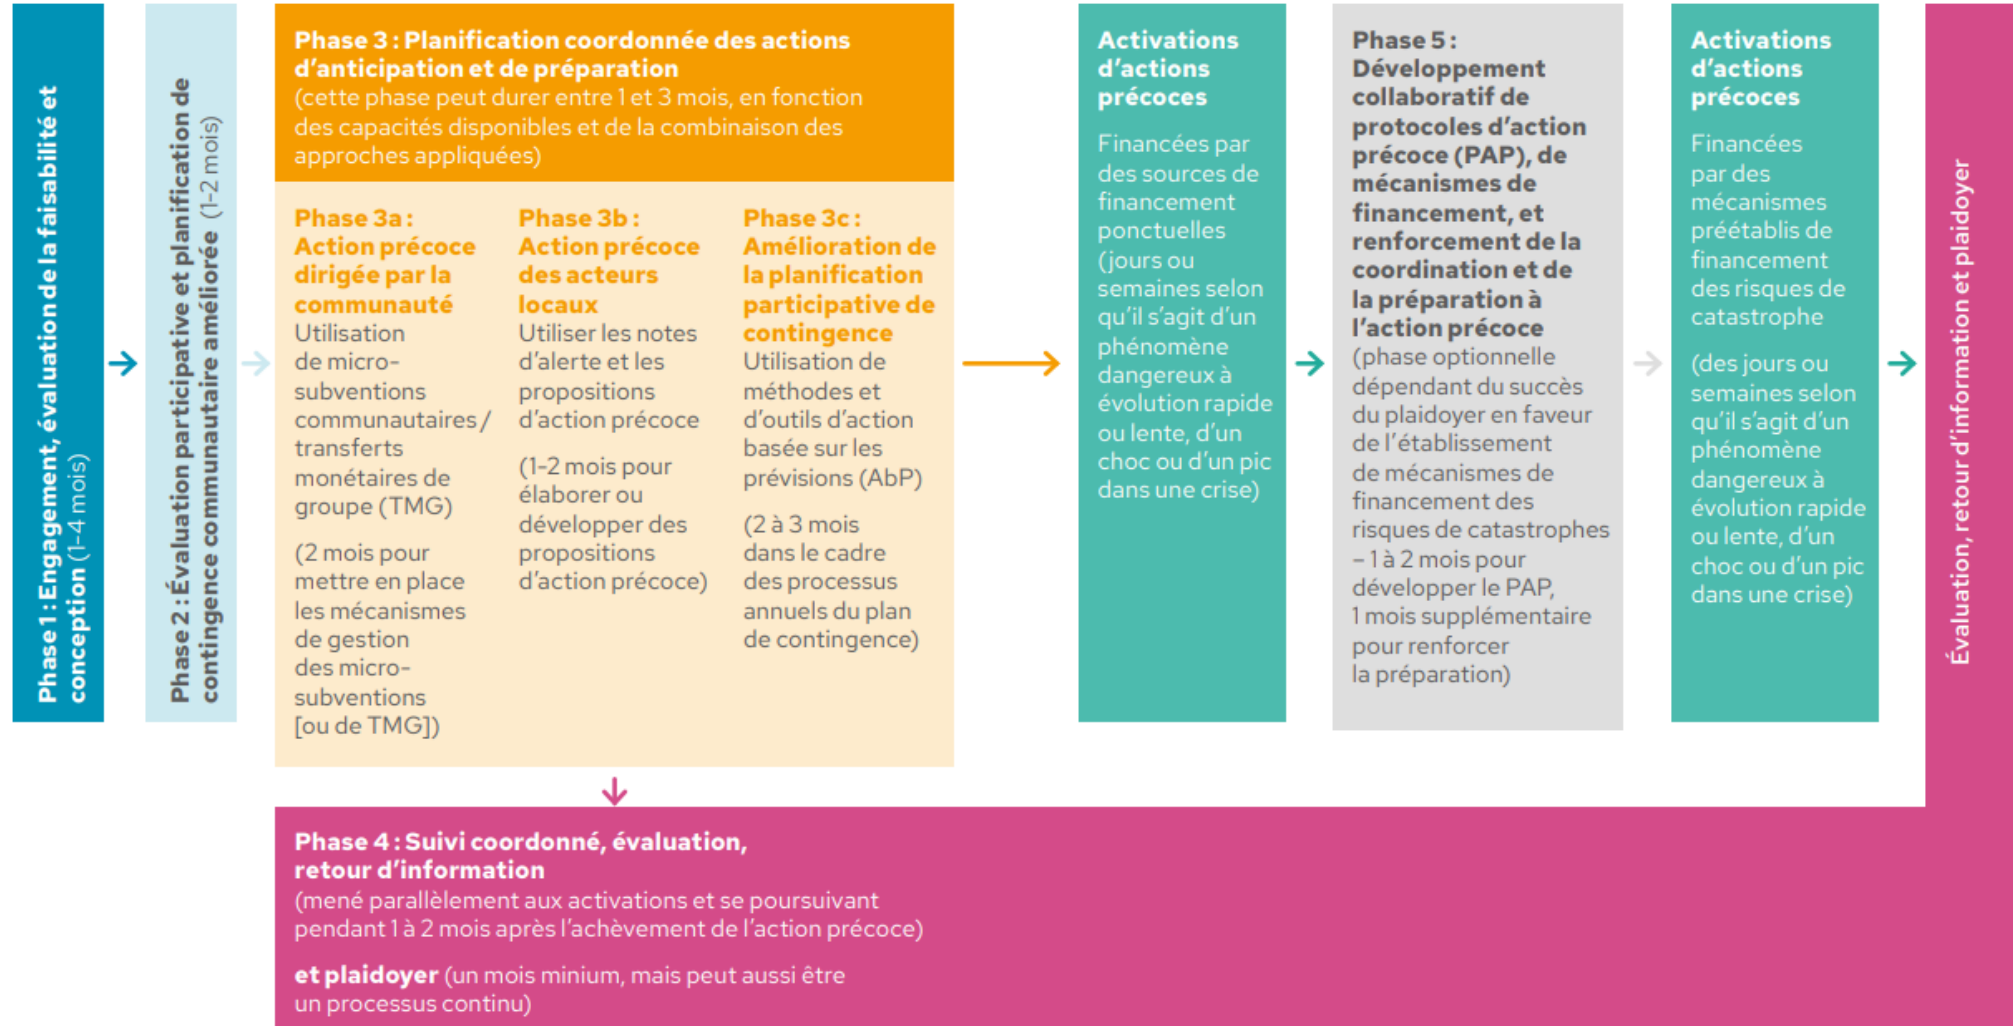 Phase 1 : Engagement, évaluation de la faisabilité et
conception (1–4 mois)
Phase 2 : Évaluation participative et planification de
contingence communautaire améliorée (1-2 mois)
Phase 3 : Planification coordonnée des actions
d’anticipation et de préparation
(cette phase peut durer entre 1 et 3 mois, en fonction
des capacités disponibles et de la combinaison des
approches appliquées)
Phase 3a :
Action précoce
dirigée par la
communauté
Utilisation
de micro-
subventions
communautaires /
transferts
monétaires de
groupe (TMG)
(2 mois pour
mettre en place
les mécanismes
de gestion
des micro-
subventions
[ou de TMG])
Phase 3b :
Action précoce
des acteurs
locaux
Utiliser les notes
d’alerte et les
propositions
d’action précoce
(1-2 mois pour
élaborer ou
développer des
propositions
d’action précoce)
Phase 3c :
Amélioration de
la planification
participative de
contingence
Utilisation de
méthodes et
d’outils d’action
basée sur les
prévisions (AbP)
(2 à 3 mois
dans le cadre
des processus
annuels du plan
de contingence)
Activations
d’actions
précoces
Financées par
des sources de
financement
ponctuelles
(jours ou
semaines selon
qu’il s’agit d’un
phénomène
dangereux à
évolution rapide
ou lente, d’un
choc ou d’un pic
dans une crise)
Phase 5 :
Développement
collaboratif de
protocoles d’action
précoce (PAP), de
mécanismes de
financement, et
renforcement de la
coordination et de
la préparation à
l’action précoce
(phase optionnelle
dépendant du succès
du plaidoyer en faveur
de l’établissement
de mécanismes de
financement des
risques de catastrophes
– 1 à 2 mois pour
développer le PAP,
1 mois supplémentaire
pour renforcer
la préparation)
Activations
d’actions
précoces
Financées
par des
mécanismes
préétablis de
financement
des risques de
catastrophe
(des jours ou
semaines selon
qu’il s’agit d’un
phénomène
dangereux à
évolution rapide
ou lente, d’un
choc ou d’un pic
dans une crise)
Évaluation, retour d’information et plaidoyer
Phase 4 : Suivi coordonné, évaluation,
retour d’information
(mené parallèlement aux activations et se poursuivant
pendant 1 à 2 mois après l’achèvement de l’action précoce)
et plaidoyer (un mois minium, mais peut aussi être
un processus continu)